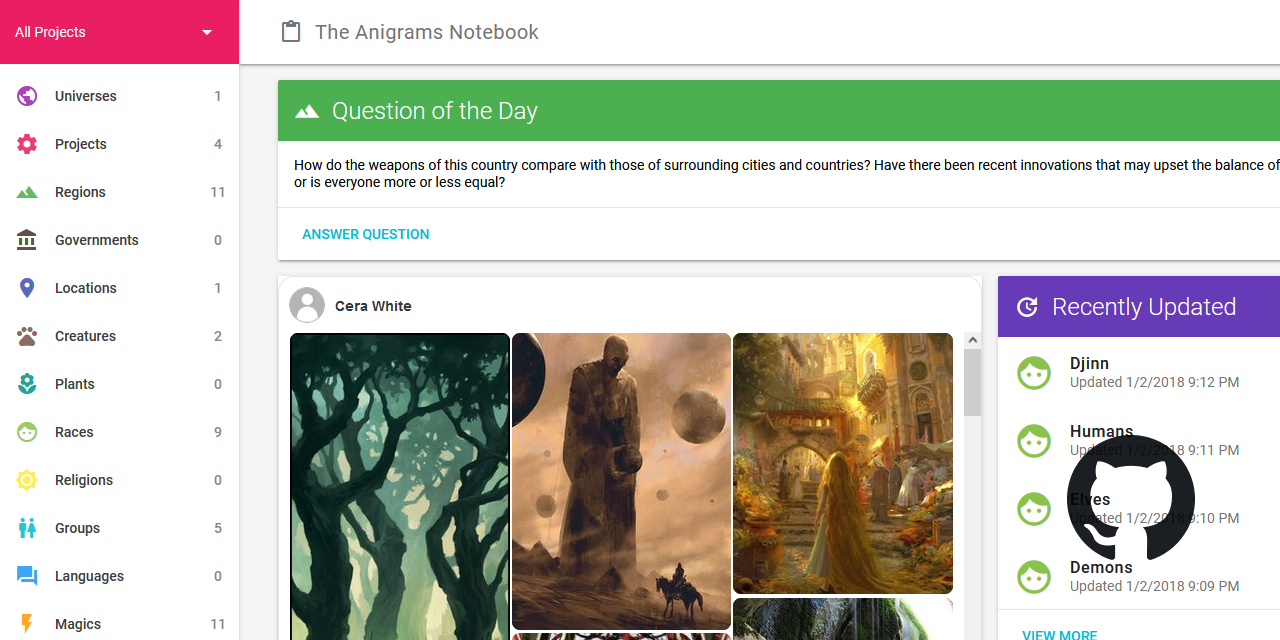 All Projects
The Anigrams Notebook
Universes 1
Projects 4
Regions 11
Governments 0
Locations 1
Creatures 2
Plants 0
Races 9
Religions 0
Groups 5
Languages 0
Magics 11
Question of the Day
How do the weapons of this country compare with those of surrounding cities and countries? Have there been recent innovations that may upset the balance of
or is everyone more or less equal?
ANSWER QUESTION
Cera White
Recently Updated
Djinn
Updated 1/2/2018 9:12 PM
Humans
Updated 1/2/2018 9:11 PM
Elves
Updated 1/2/2018 9:10 PM
Demons
Updated 1/2/2018 9:09 PM
VIEW MORE